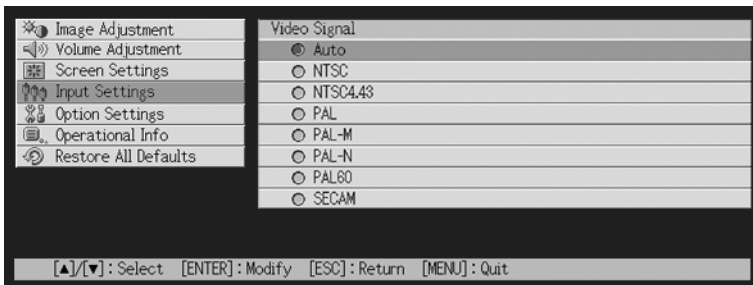 Image Adjustment
Volume Adjustment
Screen Settings
Input Settings
Option Settings
Operational Info
Restore All Defaults
Video Signal
Auto
NTSC
NTSC4.43
PAL
PAL-M
PAL-N
PAL60
SECAM
[▲]/[▼]:Select [ENTER]:Modify [ESC]:Return [MENU]:Quit